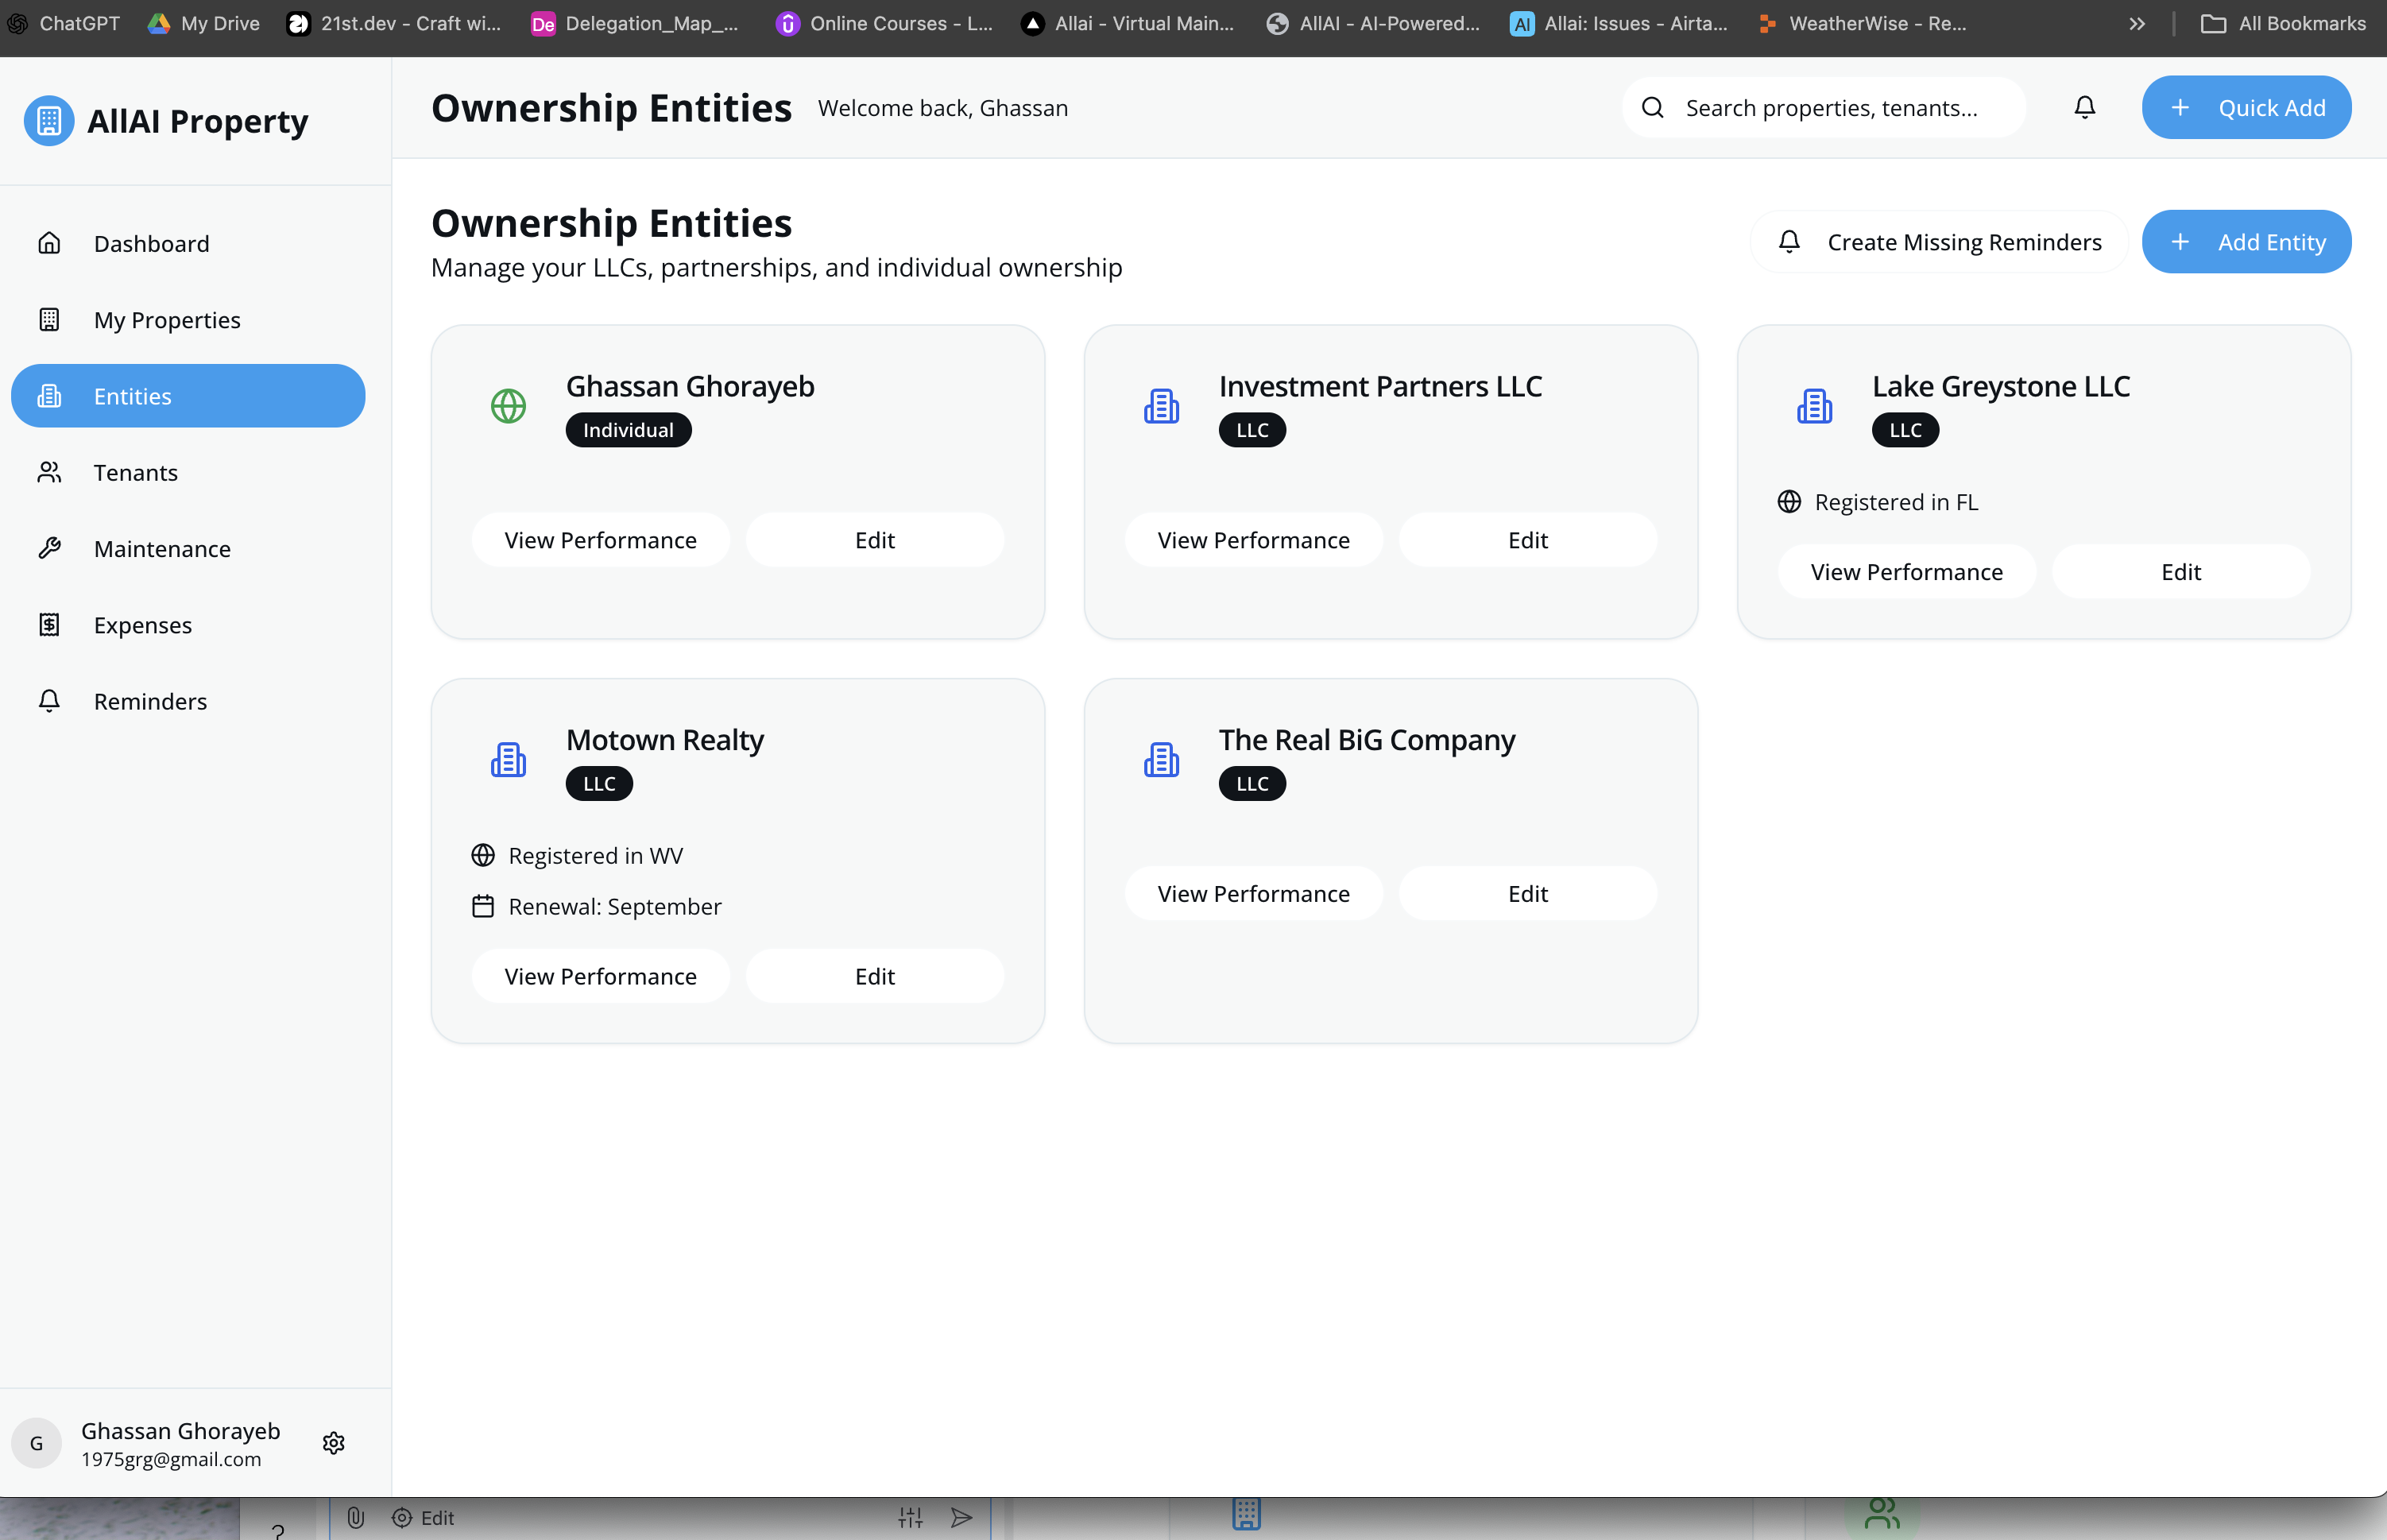 ChatGPT
My Drive
21st.dev - Craft wi...
De Delegation_Map_-...
Online Courses - L...
Allai - Virtual Main...
AllAI - AI-Powered...
AI Allai: Issues - Airta...
WeatherWise - Re...
All Bookmarks
AllAI Property
Ownership Entities
Welcome back, Ghassan
Search properties, tenants...
Quick Add
Dashboard
My Properties
Entities
Tenants
Maintenance
Expenses
Reminders
Ownership Entities
Manage your LLCs, partnerships, and individual ownership
Create Missing Reminders
Add Entity
Ghassan Ghorayeb
Individual
View Performance
Edit
Investment Partners LLC
LLC
View Performance
Edit
Lake Greystone LLC
LLC
Registered in FL
View Performance
Edit
Motown Realty
LLC
Registered in WV
Renewal: September
View Performance
Edit
The Real BiG Company
LLC
View Performance
Edit
G
Ghassan Ghorayeb
1975grg@gmail.com
?
Edit